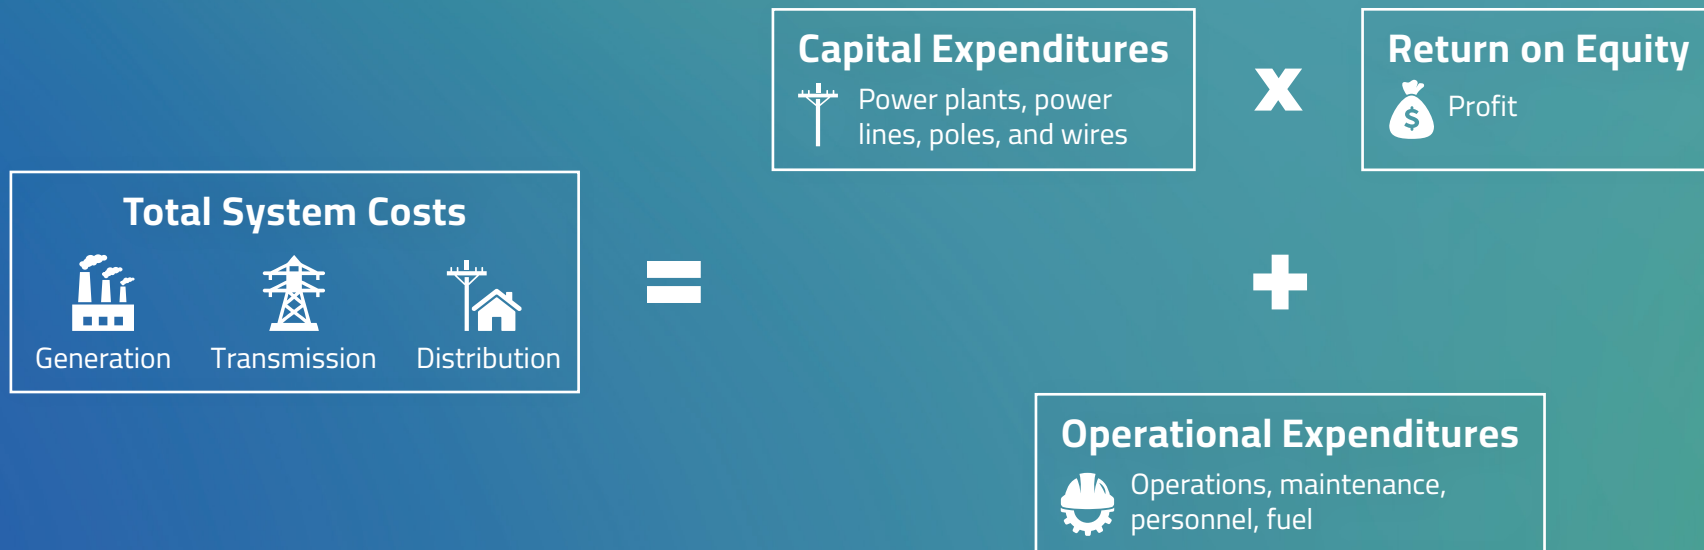 Capital Expenditures
Power plants, power
lines, poles, and wires
x
Return on Equity
$
Profit
Total System Costs
Generation
Transmission
Distribution
=
+
Operational Expenditures
Operations, maintenance,
personnel, fuel